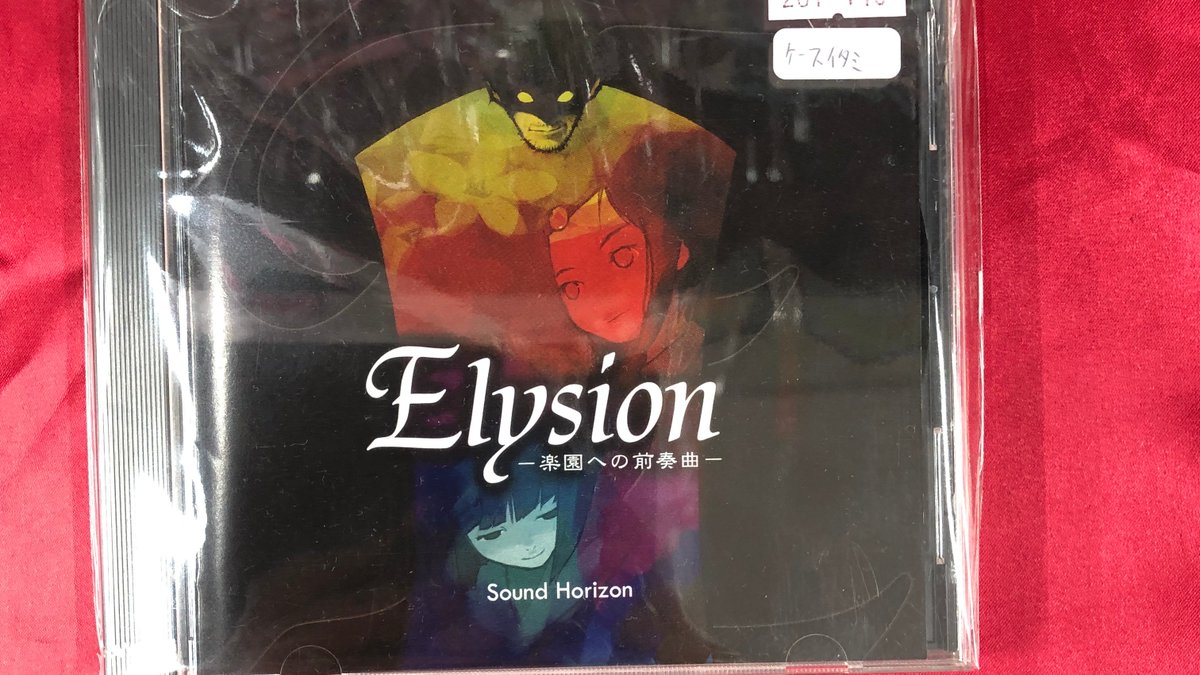 ケースイタミ
Elysion
－楽園への前奏曲－
Sound Horizon